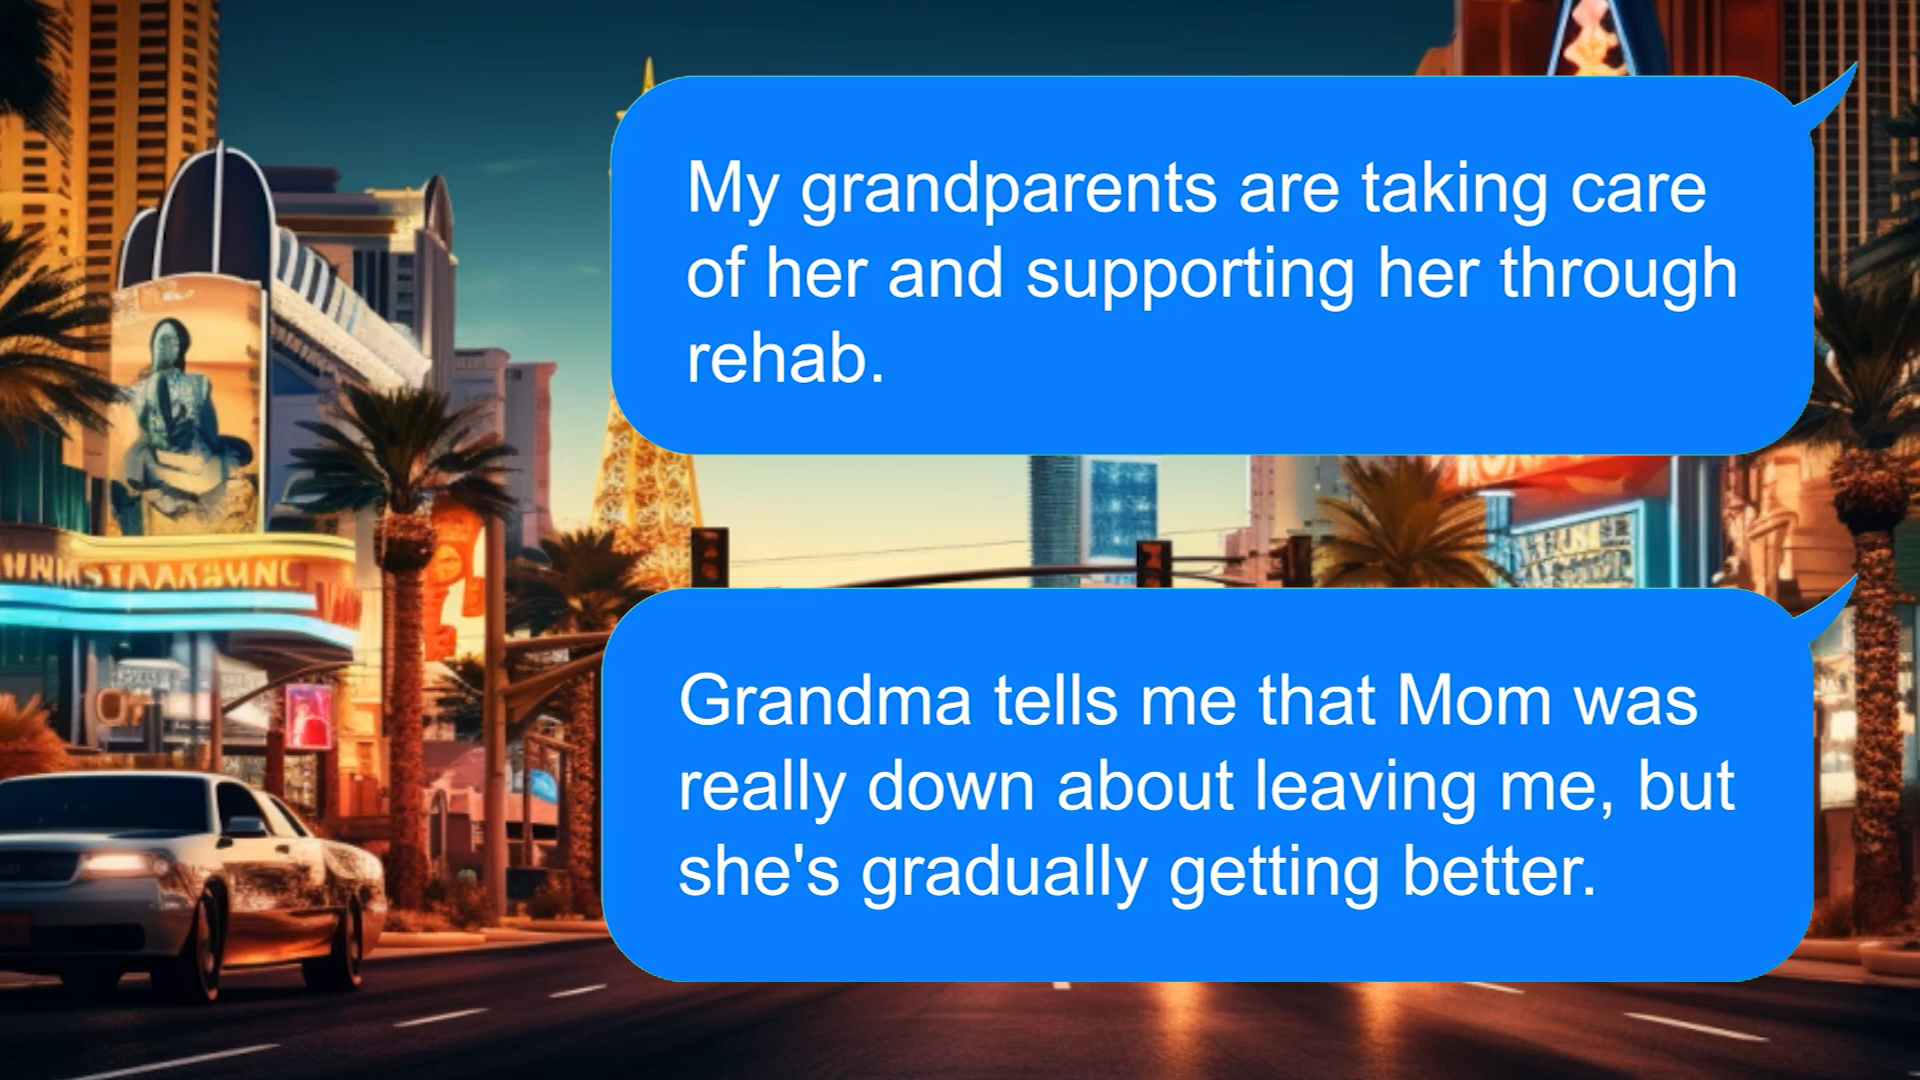 My grandparents are taking care
of her and supporting her through
rehab.
Grandma tells me that Mom was
really down about leaving me, but
she's gradually getting better.